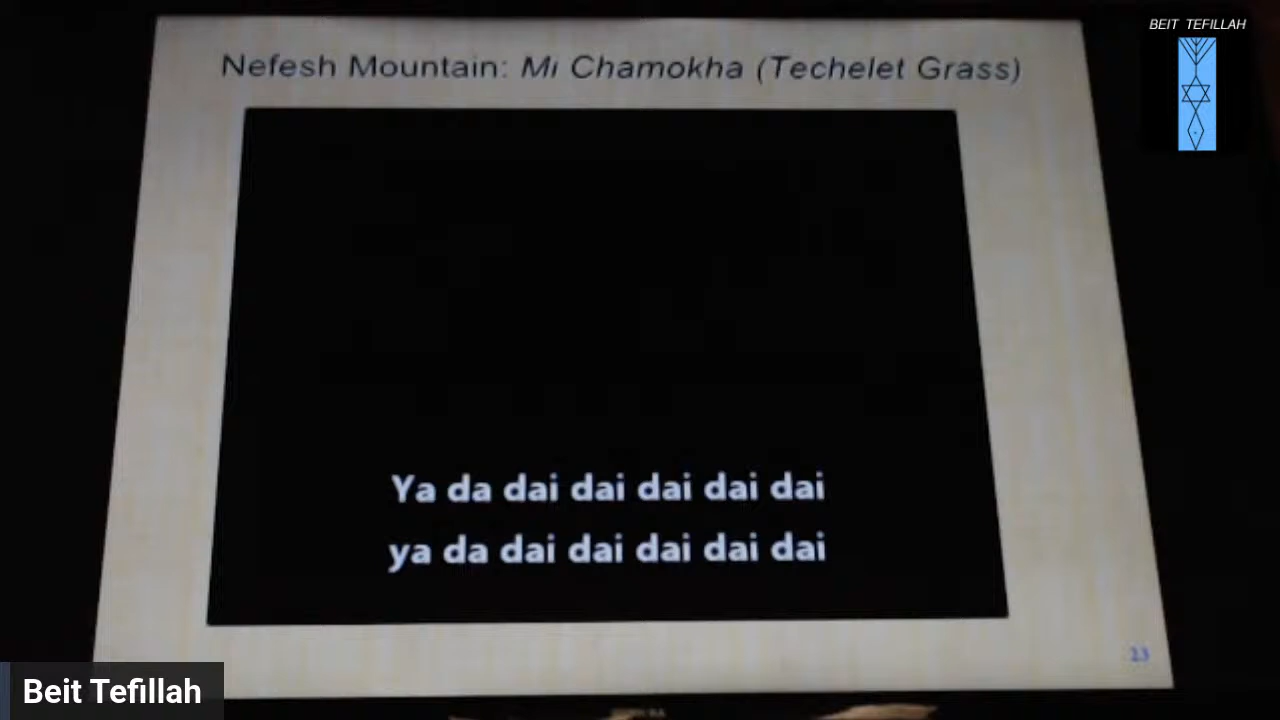 Nefesh Mountain: Mi Chamokha (Techelet Grass)
BEIT TEFILLAH
Ya da dai dai dai dai dai
ya da dai dai dai dai dai
23
Beit Tefillah